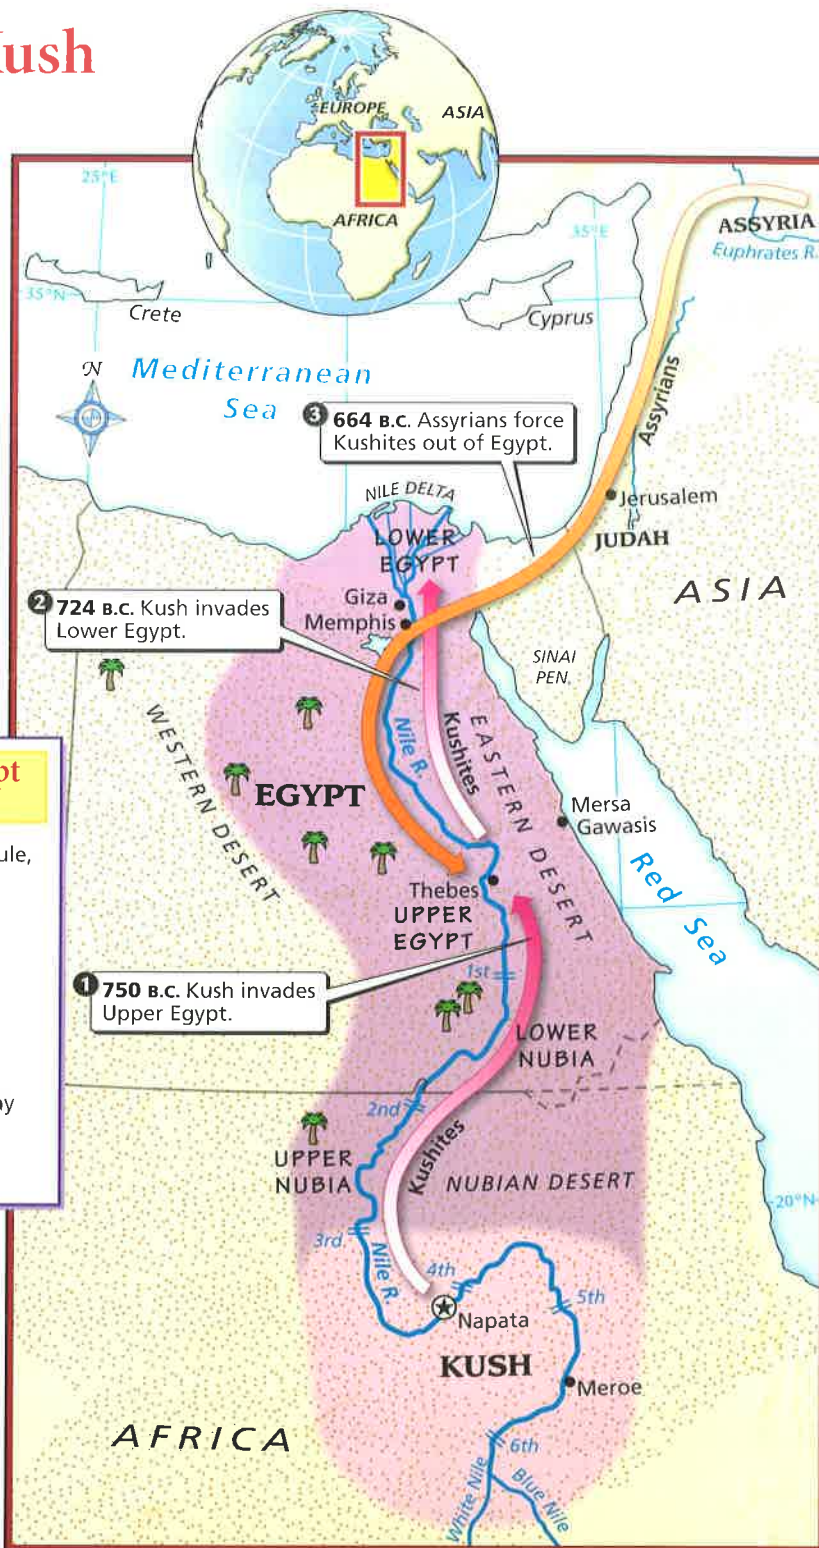 Kush
EUROPE
ASIA
AFRICA
25°E
35°E
ASSYRIA
Euphrates R.
35°N
Crete
Cyprus
N
Mediterranean
Sea
Assyrians
3 664 B.C. Assyrians force
Kushites out of Egypt.
NILE DELTA
Jerusalem
JUDAH
LOWER
EGYPT
ASIA
2 724 B.C. Kush invades
Lower Egypt.
Giza
Memphis
SINAI
PEN.
WESTERN DESERT
Nile R.
Kushites
EASTERN DESERT
EGYPT
Mersa
Gawasis
Red Sea
pt
ule,
Thebes
UPPER
EGYPT
1st
1 750 B.C. Kush invades
Upper Egypt.
LOWER
NUBIA
2nd
by
UPPER
NUBIA
Kushites
NUBIAN DESERT
20°N
3rd
Nile R.
4th
5th
Napata
KUSH
Meroe
AFRICA
6th
White Nile
Blue Nile